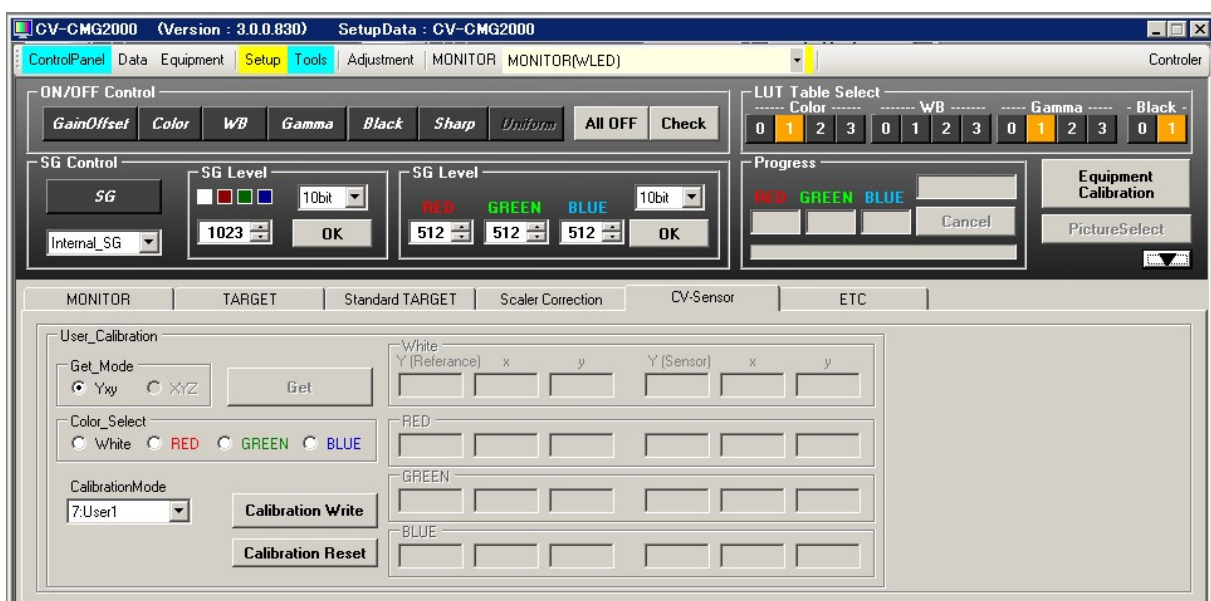 CV-CMG2000 (Version : 3.0.0.830) SetupData : CV-CMG2000
ControlPanel Data Equipment Setup Tools Adjustment MONITOR MONITOR(WLED) Controler
ON/OFF Control
GainOffset Color WB Gamma Black Sharp Uniform All OFF Check
LUT Table Select
------ Color ------ ------- WB ------- ----- Gamma ----- - Black -
0 1 2 3 0 1 2 3 0 1 2 3 0 1
SG Control
SG
Internal_SG
SG Level
10bit
1023 OK
SG Level
10bit
RED GREEN BLUE
512 512 512 OK
Progress
RED GREEN BLUE
Cancel
Equipment
Calibration
PictureSelect
MONITOR TARGET Standard TARGET Scaler Correction CV-Sensor ETC
User_Calibration
Get_Mode
Yxy XYZ Get
Color_Select
White RED GREEN BLUE
CalibrationMode
7:User1
Calibration Write
Calibration Reset
White
Y (Referance) x y Y (Sensor) x y
RED
GREEN
BLUE